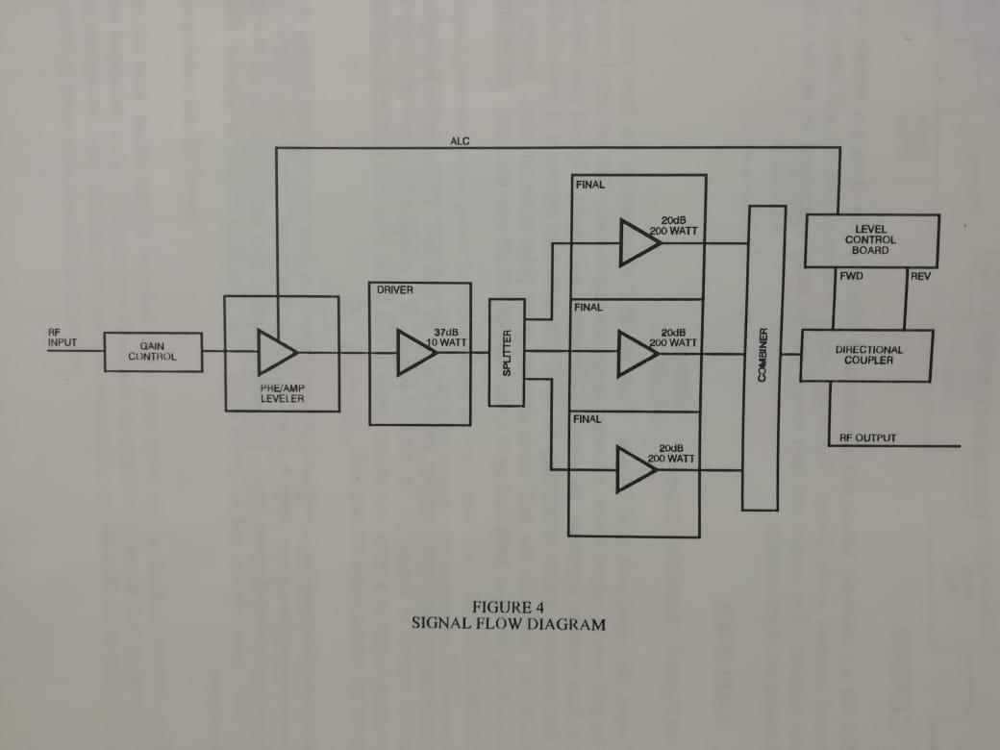 ALC
FINAL
20dB
200 WATT
LEVEL
CONTROL
BOARD
FWD
REV
DRIVER
FINAL
RF
INPUT
GAIN
CONTROL
37dB
10 WATT
SPLITTER
20dB
200 WATT
COMBINER
DIRECTIONAL
COUPLER
PRE/AMP
LEVELER
FINAL
20dB
200 WATT
RF OUTPUT
FIGURE 4
SIGNAL FLOW DIAGRAM